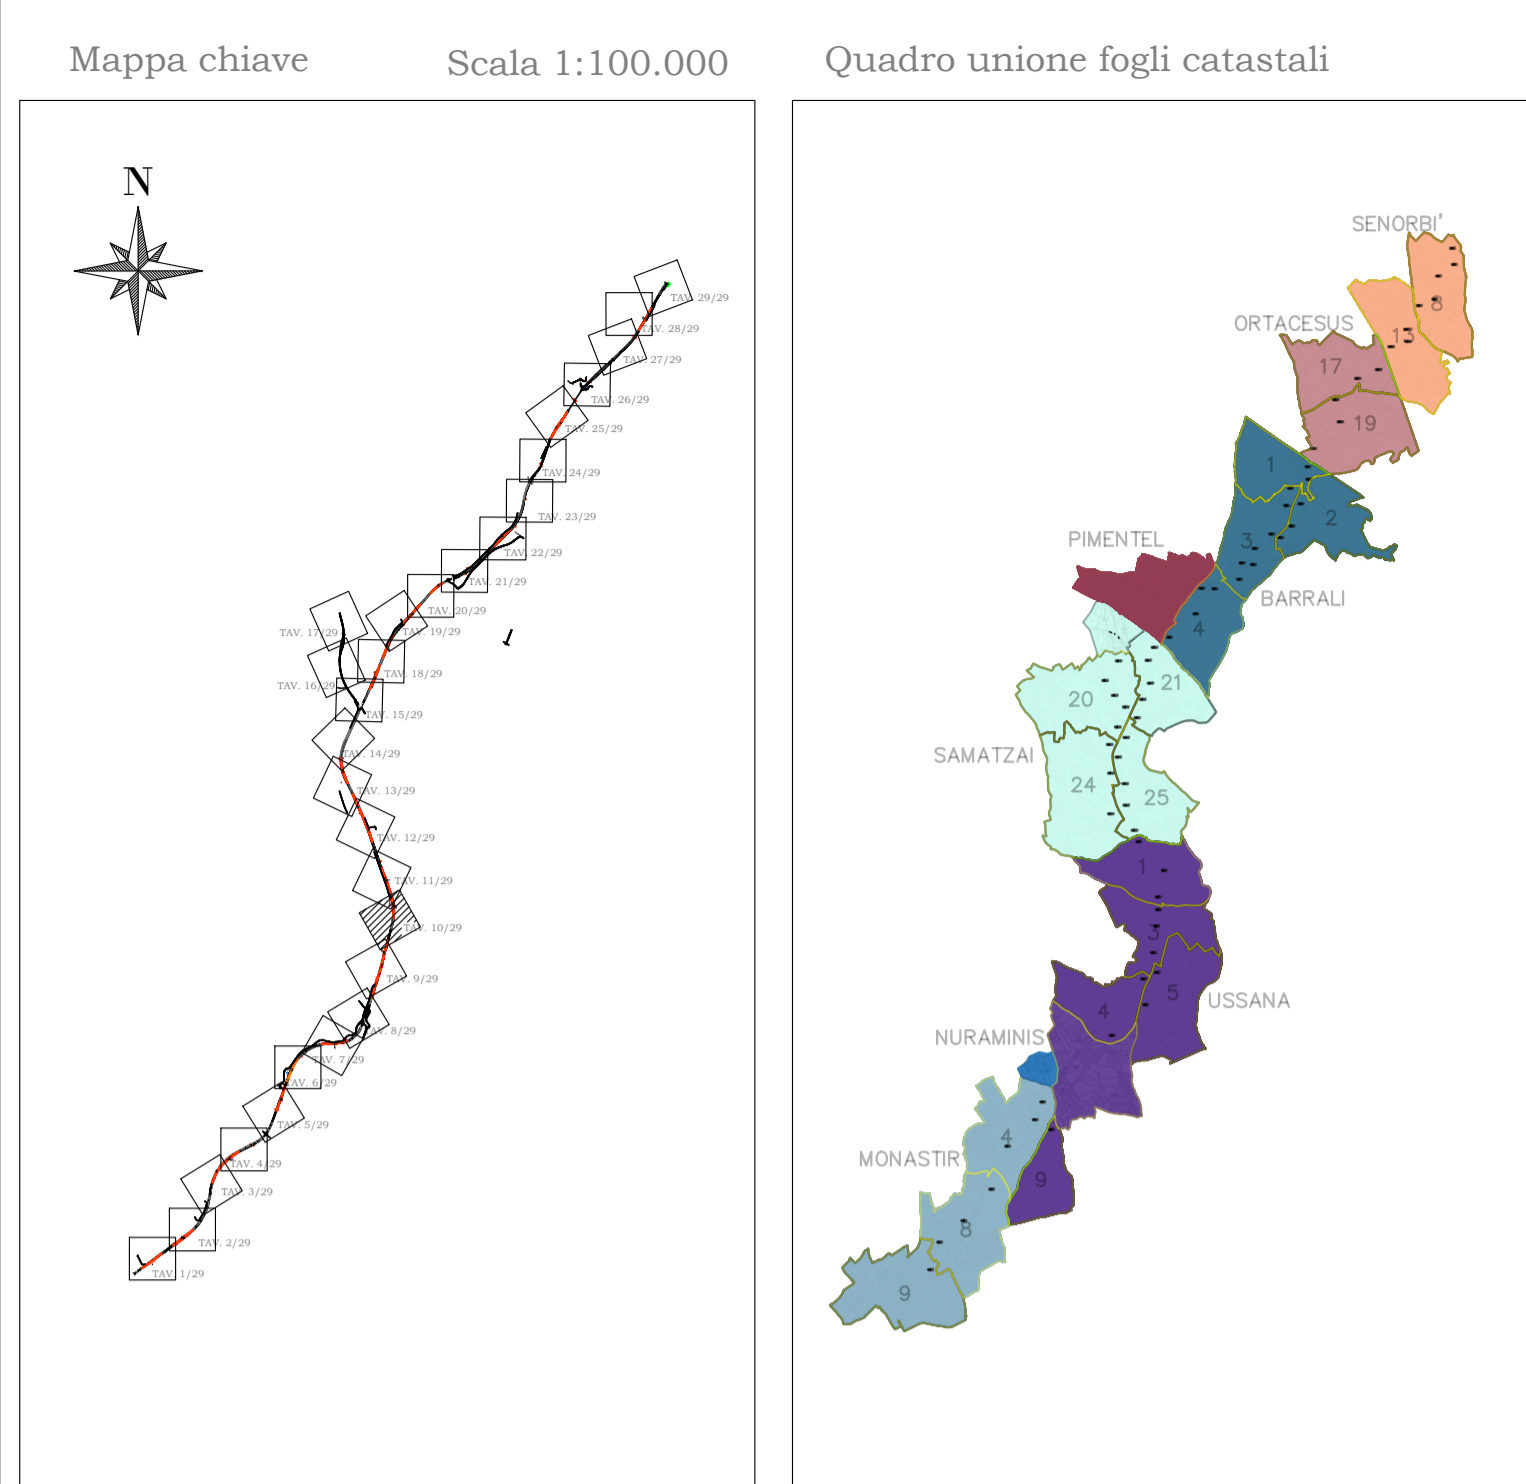 Mappa chiave
Scala 1:100.000
N
TAV. 29/29
TAV. 28/29
TAV. 27/29
TAV. 26/29
TAV. 25/29
TAV. 24/29
TAV. 23/29
TAV. 22/29
TAV. 21/29
TAV. 20/29
TAV. 19/29
TAV. 17/29
TAV. 18/29
TAV. 16/29
TAV. 15/29
TAV. 14/29
TAV. 13/29
TAV. 12/29
TAV. 11/29
TAV. 10/29
TAV. 9/29
TAV. 8/29
TAV. 7/29
TAV. 6/29
TAV. 5/29
TAV. 4/29
TAV. 3/29
TAV. 2/29
TAV. 1/29
Quadro unione fogli catastali
SENORBI'
8
13
ORTACESUS
17
19
1
2
3
PIMENTEL
BARRALI
4
21
20
SAMATZAI
24
25
1
3
5
USSANA
4
NURAMINIS
4
MONASTIR
9
8
9